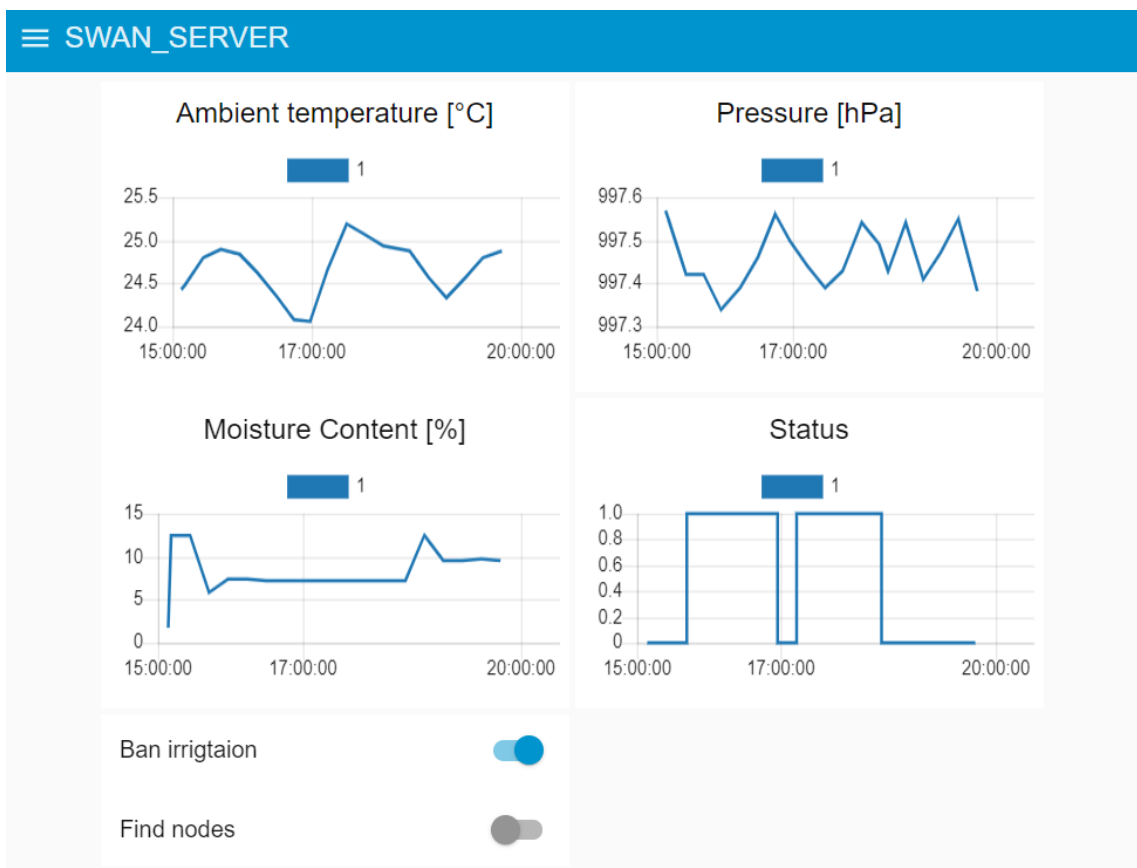 SWAN_SERVER
Ambient temperature [°C]
1
25.5
25.0
24.5
24.0
15:00:00 17:00:00 20:00:00
Pressure [hPa]
1
997.6
997.5
997.4
997.3
15:00:00 17:00:00 20:00:00
Moisture Content [%]
1
15
10
5
0
15:00:00 17:00:00 20:00:00
Status
1
1.0
0.8
0.6
0.4
0.2
0
15:00:00 17:00:00 20:00:00
Ban irrigtaion
Find nodes